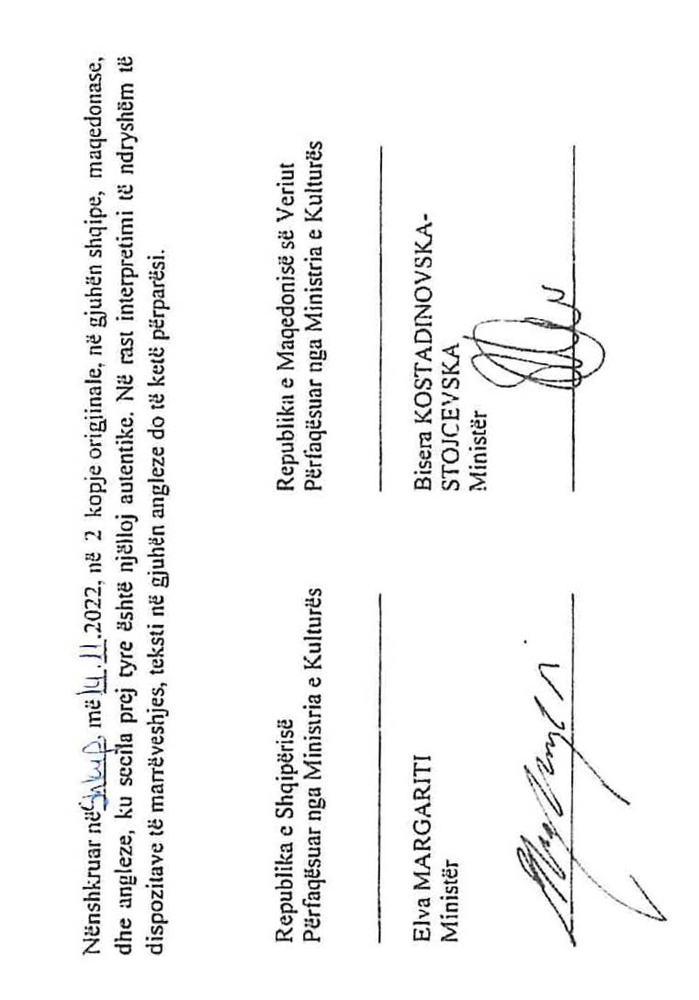 Nënshkruar në Shkup, më 14.11.2022, në 2 kopje origjinale, në gjuhën shqipe, maqedonase,
dhe angleze, ku secila prej tyre është njëlloj autentike. Në rast interpretimi të ndryshëm të
dispozitave të marrëveshjes, teksti në gjuhën angleze do të ketë përparësi.
Republika e Shqipërisë
Përfaqësuar nga Ministria e Kulturës
Elva MARGARITI
Ministër
Republika e Maqedonisë së Veriut
Përfaqësuar nga Ministria e Kulturës
Bisera KOSTADINOVSKA-
STOJCEVSKA
Ministër